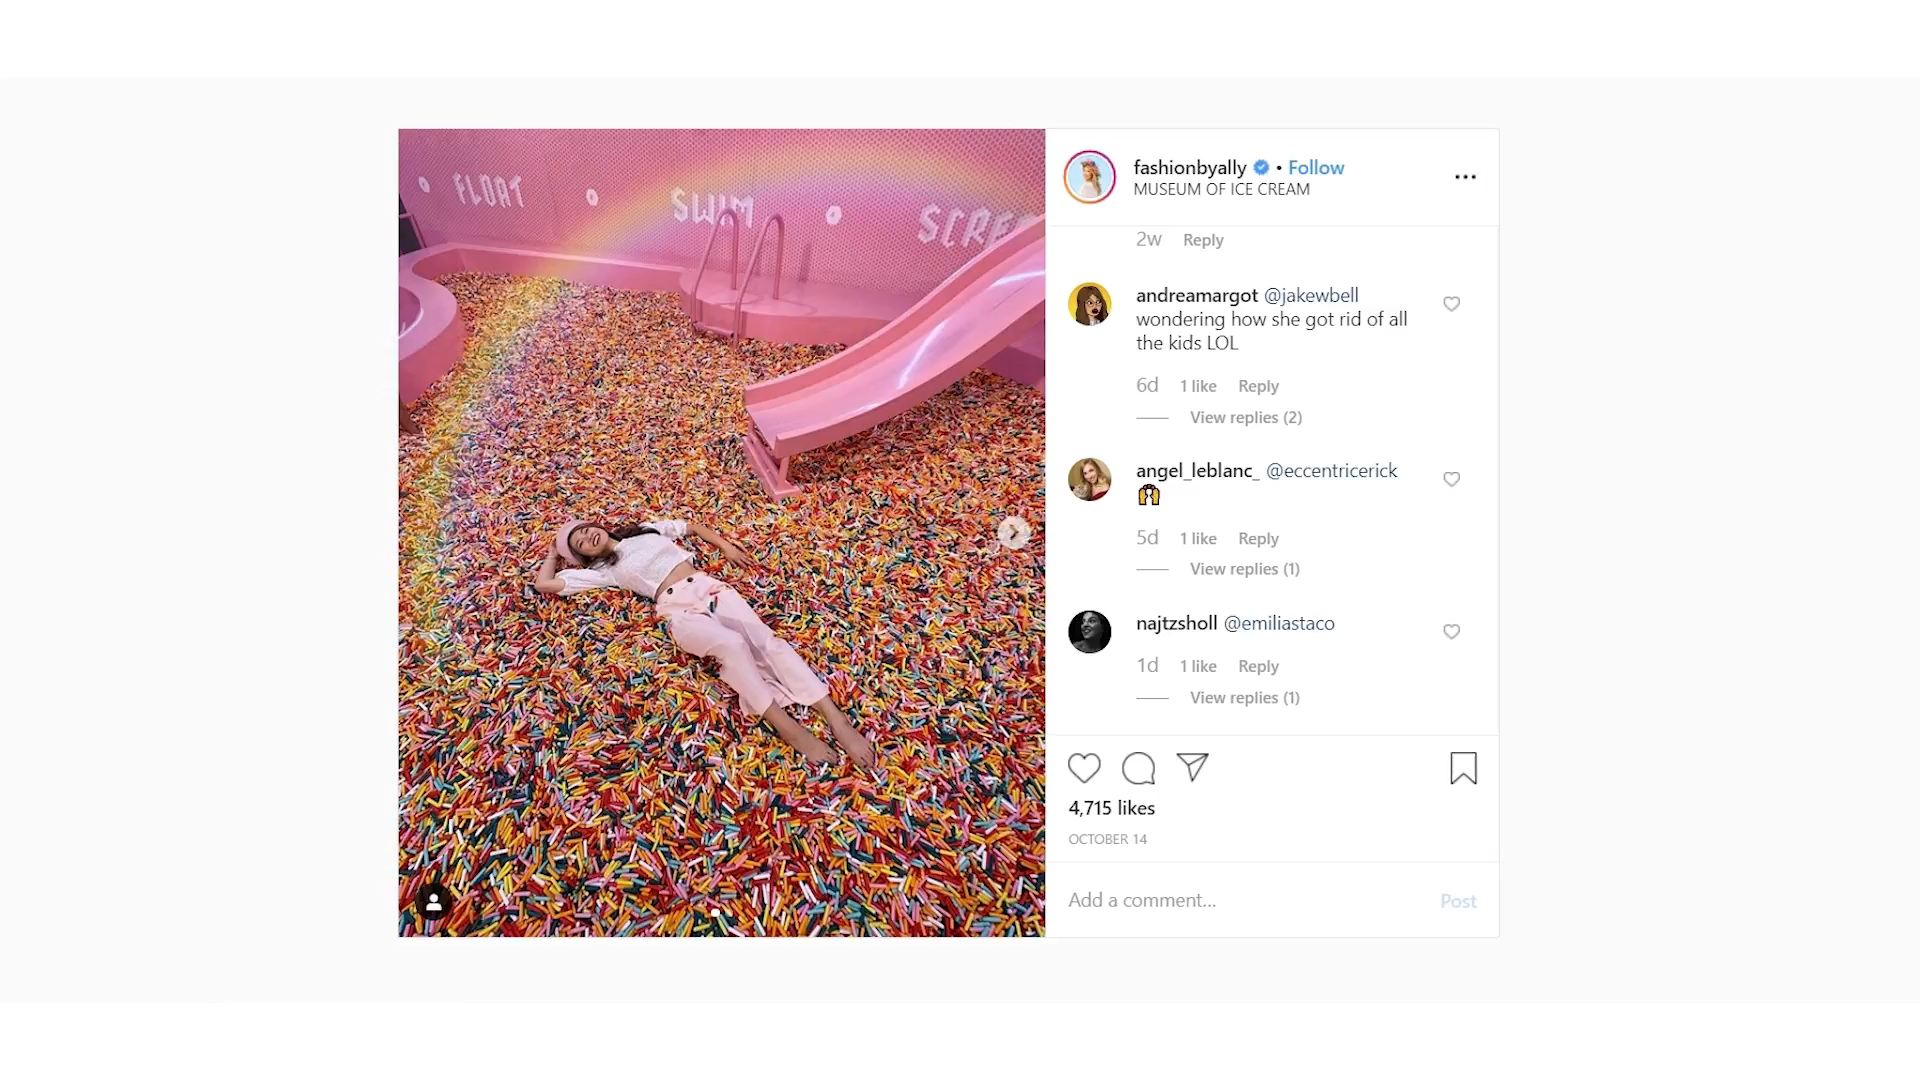 FLOAT
SWIM
fashionbyally • Follow
MUSEUM OF ICE CREAM
2w Reply
andreamargot @jakewbell
wondering how she got rid of all
the kids LOL
6d 1 like Reply
View replies (2)
angel_leblanc_ @eccentricerick
🙌
5d 1 like Reply
View replies (1)
najtzsholl @emiliastaco
1d 1 like Reply
View replies (1)
4,715 likes
OCTOBER 14
Add a comment...
Post